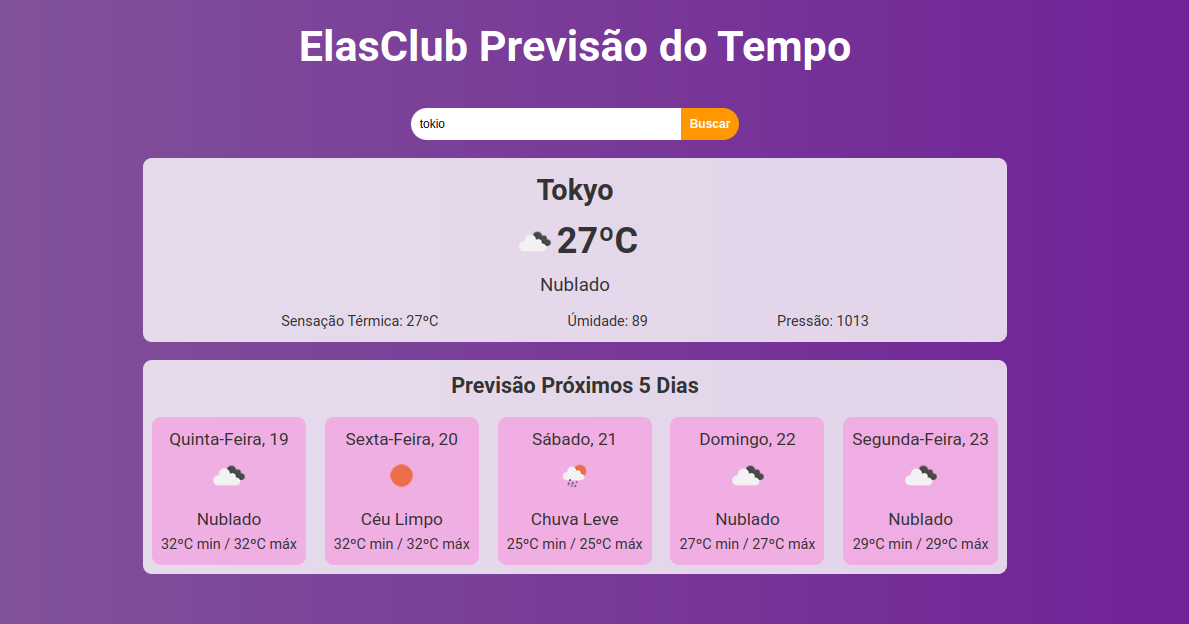 ElasClub Previsão do Tempo
tokio
Buscar
Tokyo
27ºC
Nublado
Sensação Térmica: 27ºC
Úmidade: 89
Pressão: 1013
Previsão Próximos 5 Dias
Quinta-Feira, 19
Nublado
32ºC min / 32ºC máx
Sexta-Feira, 20
Céu Limpo
32ºC min / 32ºC máx
Sábado, 21
Chuva Leve
25ºC min / 25ºC máx
Domingo, 22
Nublado
27ºC min / 27ºC máx
Segunda-Feira, 23
Nublado
29ºC min / 29ºC máx